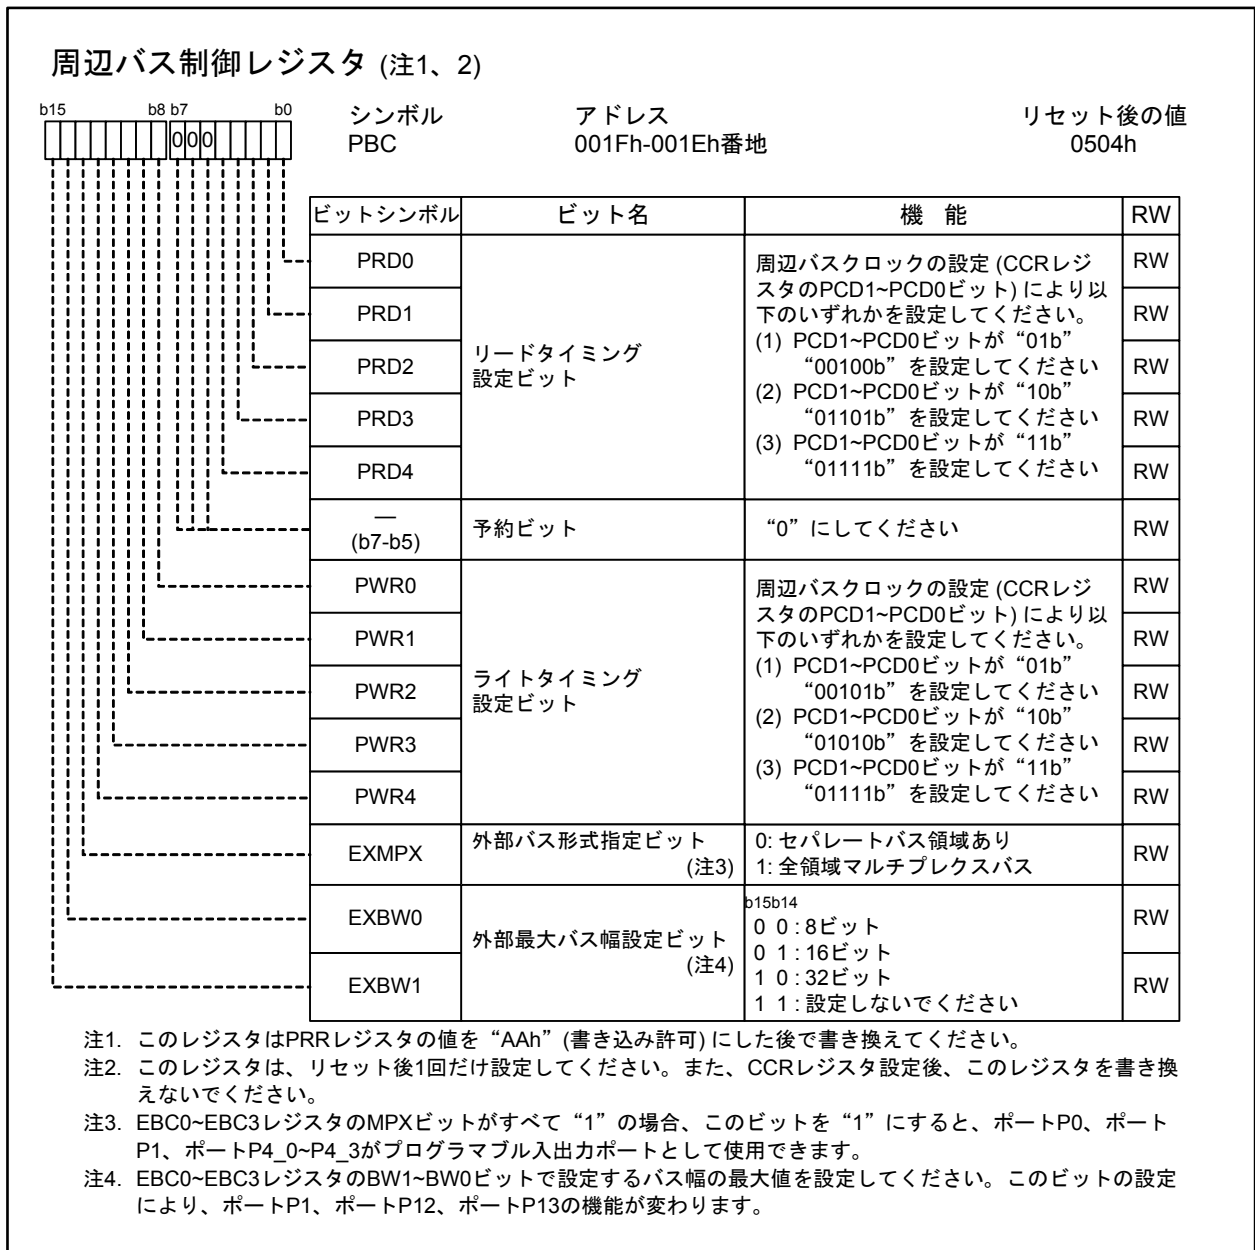 周辺バス制御レジスタ (注1、2)
b15 b8 b7 b0
シンボル アドレス リセット後の値
0 0 0 PBC 001Fh-001Eh番地 0504h
ビットシンボル ビット名 機 能 RW
PRD0 RW
PRD1 RW
PRD2 RW
PRD3 RW
PRD4 RW
リードタイミング
設定ビット
周辺バスクロックの設定 (CCRレジ
スタのPCD1~PCD0ビット) により以
下のいずれかを設定してください。
(1) PCD1~PCD0ビットが“01b”
“00100b” を設定してください
(2) PCD1~PCD0ビットが“10b”
“01101b” を設定してください
(3) PCD1~PCD0ビットが“11b”
“01111b” を設定してください
—
(b7-b5) 予約ビット “0” にしてください RW
PWR0 RW
PWR1 RW
PWR2 RW
PWR3 RW
PWR4 RW
ライトタイミング
設定ビット
周辺バスクロックの設定 (CCRレジ
スタのPCD1~PCD0ビット) により以
下のいずれかを設定してください。
(1) PCD1~PCD0ビットが“01b”
“00101b” を設定してください
(2) PCD1~PCD0ビットが“10b”
“01010b” を設定してください
(3) PCD1~PCD0ビットが“11b”
“01111b” を設定してください
EXMPX RW
外部バス形式指定ビット
(注3)
0: セパレートバス領域あり
1: 全領域マルチプレクスバス
EXBW0 RW
EXBW1 RW
外部最大バス幅設定ビット
(注4)
b15b14
0 0 : 8ビット
0 1 : 16ビット
1 0 : 32ビット
1 1 : 設定しないでください
注1. このレジスタはPRRレジスタの値を “AAh” (書き込み許可) にした後で書き換えてください。
注2. このレジスタは、リセット後1回だけ設定してください。また、CCRレジスタ設定後、このレジスタを書き換
えないでください。
注3. EBC0~EBC3レジスタのMPXビットがすべて “1” の場合、このビットを “1” にすると、ポートP0、ポート
P1、ポートP4_0~P4_3がプログラマブル入出力ポートとして使用できます。
注4. EBC0~EBC3レジスタのBW1~BW0ビットで設定するバス幅の最大値を設定してください。このビットの設定
により、ポートP1、ポートP12、ポートP13の機能が変わります。